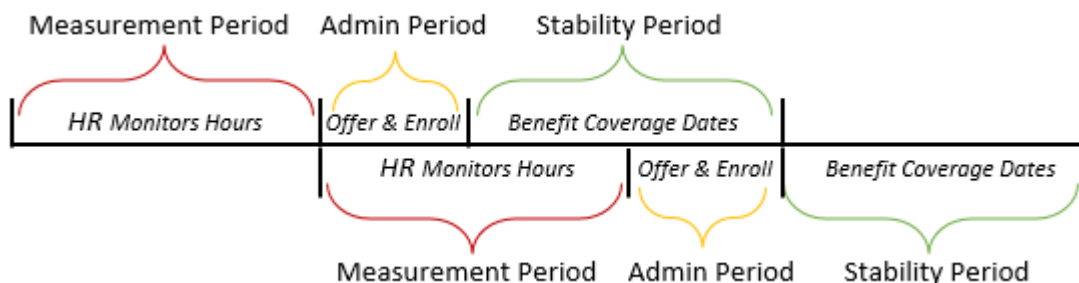 Measurement Period Admin Period Stability Period
HR Monitors Hours Offer & Enroll Benefit Coverage Dates
HR Monitors Hours Offer & Enroll Benefit Coverage Dates
Measurement Period Admin Period Stability Period